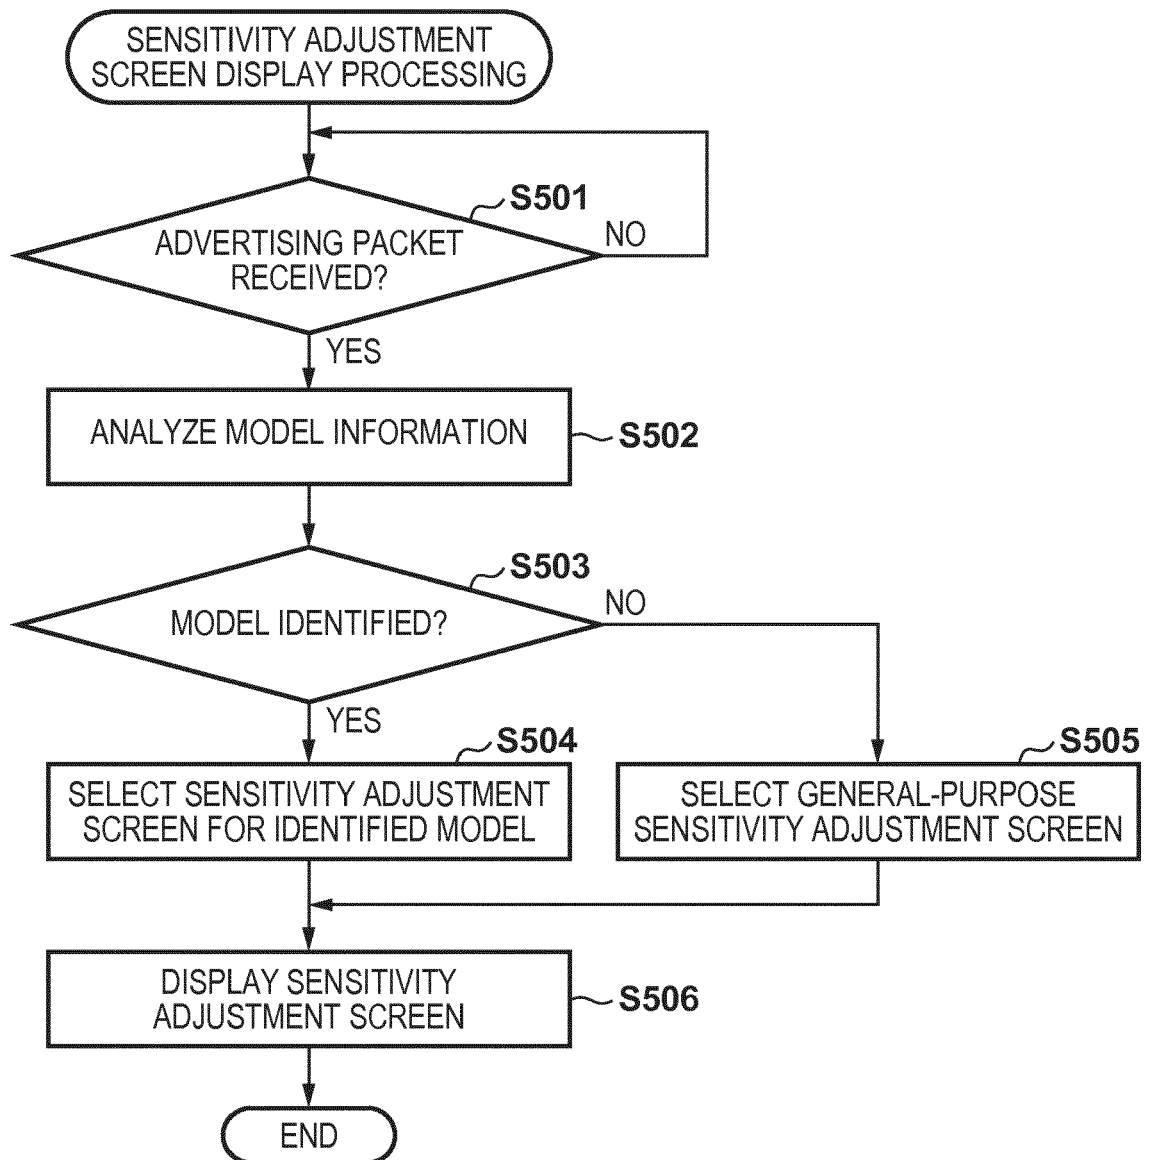 SENSITIVITY ADJUSTMENT
SCREEN DISPLAY PROCESSING
S501
ADVERTISING PACKET
RECEIVED?
NO
YES
ANALYZE MODEL INFORMATION
S502
S503
MODEL IDENTIFIED?
NO
YES
S504
SELECT SENSITIVITY ADJUSTMENT
SCREEN FOR IDENTIFIED MODEL
S505
SELECT GENERAL-PURPOSE
SENSITIVITY ADJUSTMENT SCREEN
DISPLAY SENSITIVITY
ADJUSTMENT SCREEN
S506
END